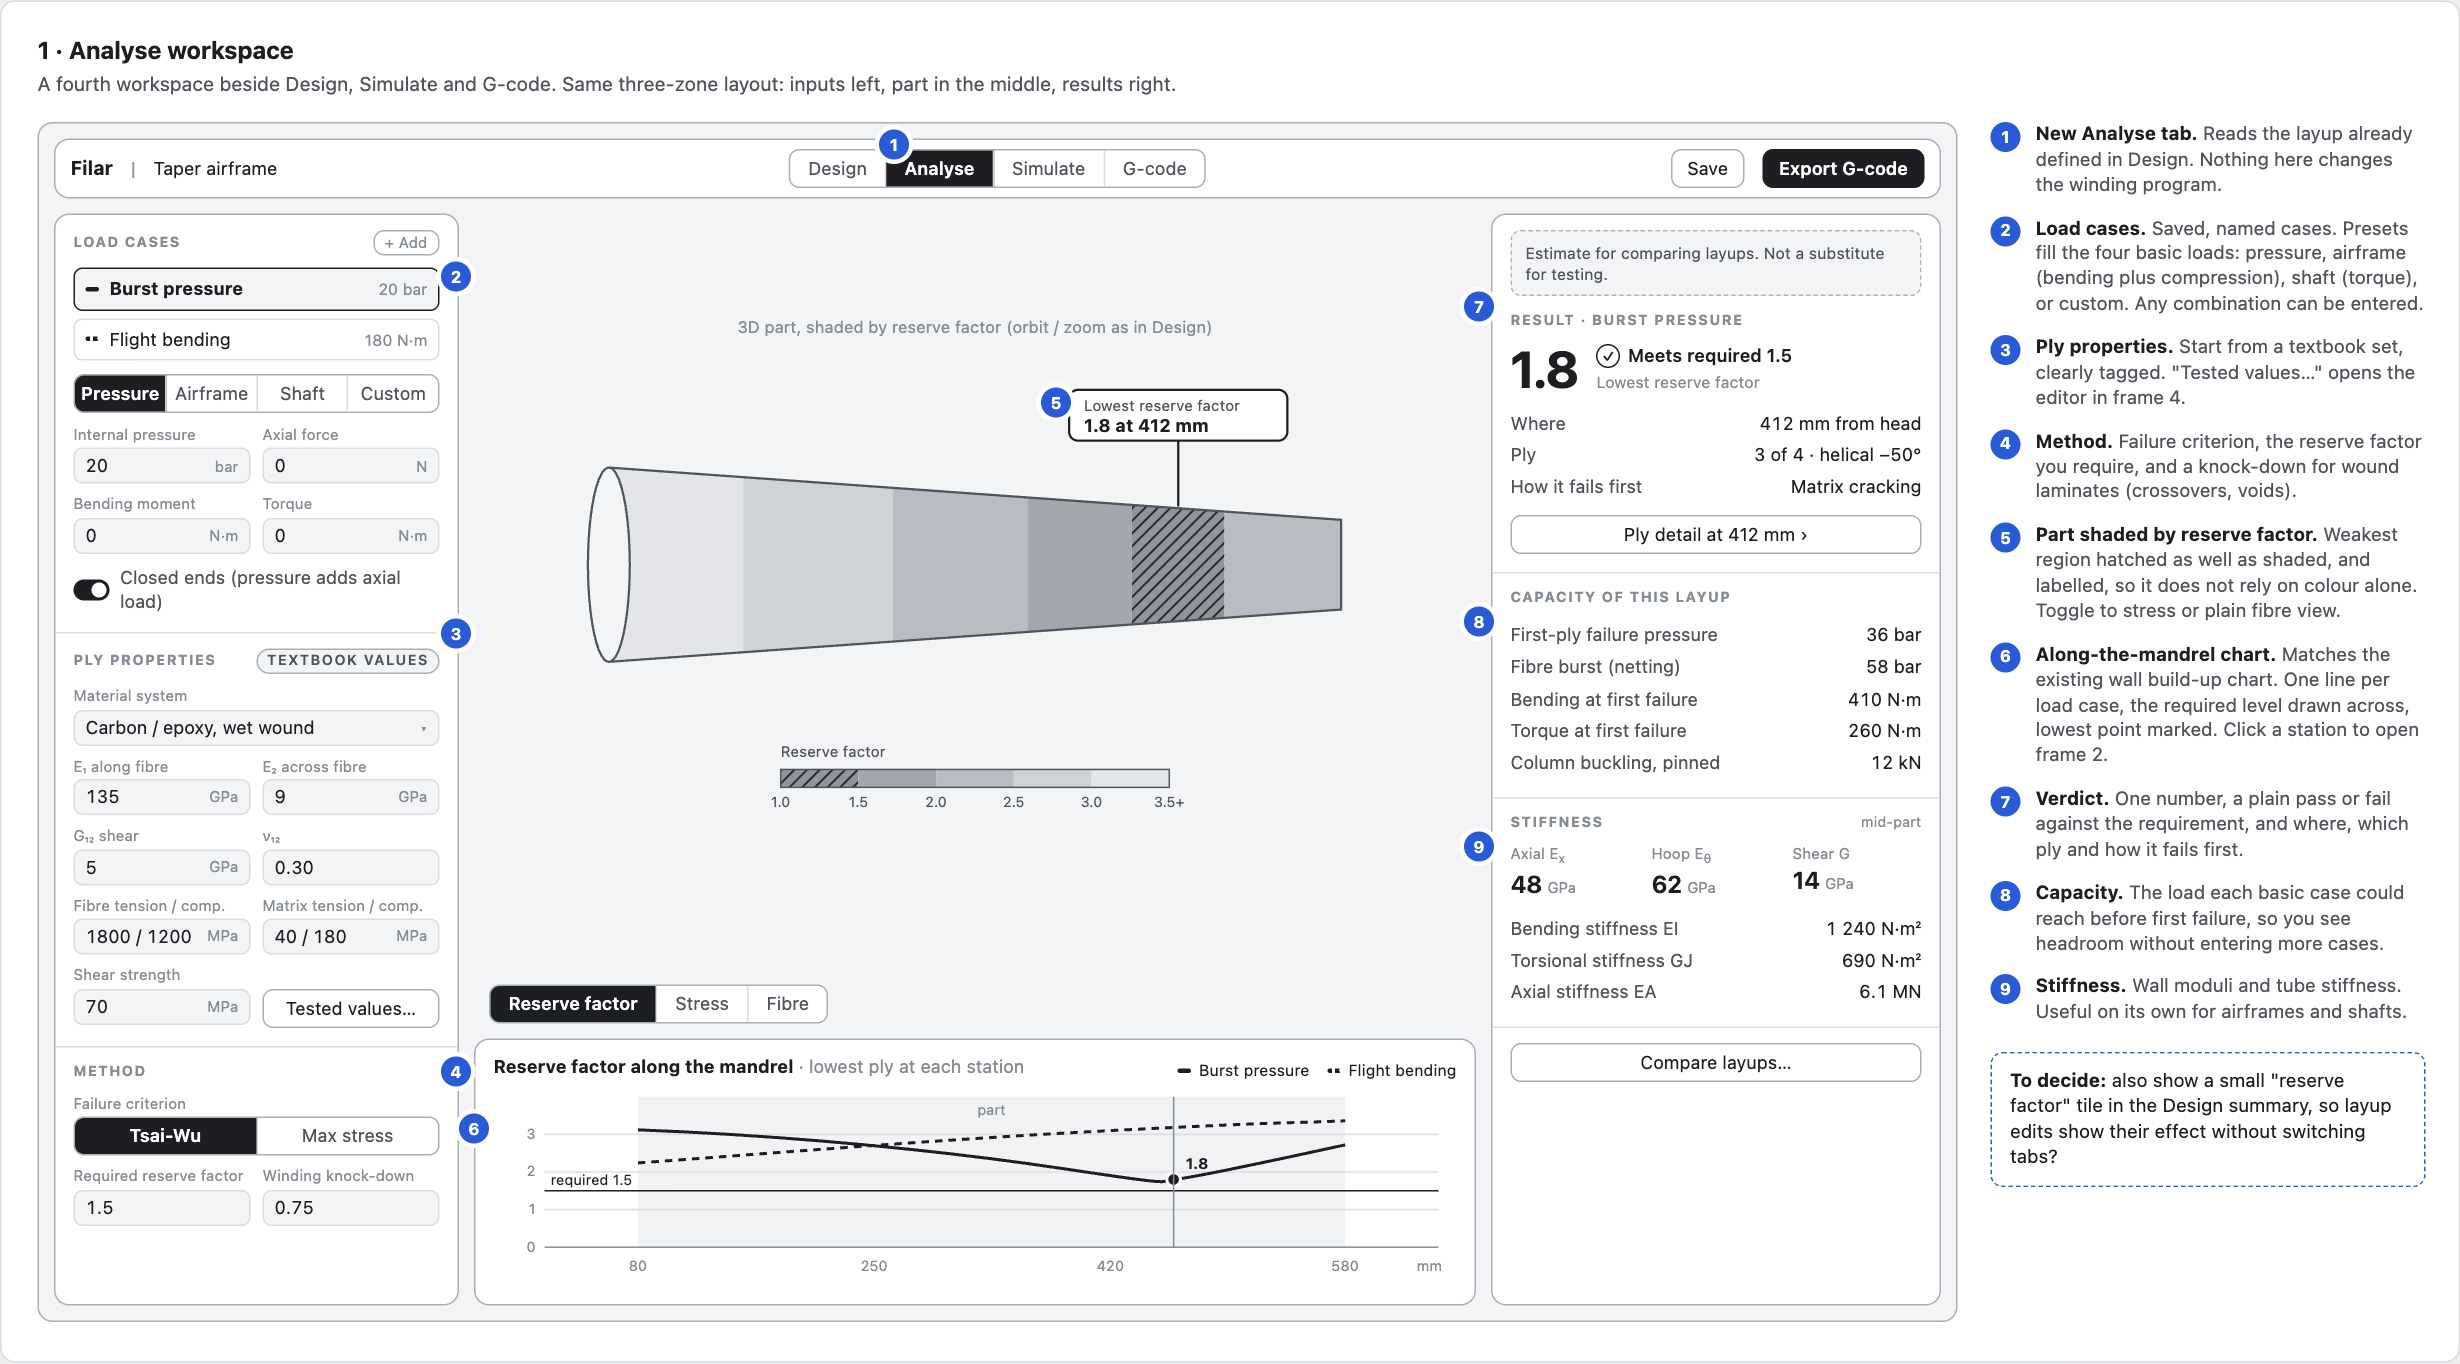 1 · Analyse workspace
A fourth workspace beside Design, Simulate and G-code. Same three-zone layout: inputs left, part in the middle, results right.
Filar | Taper airframe
1
Design
Analyse
Simulate
G-code
Save
Export G-code
LOAD CASES
+ Add
2
Burst pressure
20 bar
Flight bending
180 N·m
Pressure
Airframe
Shaft
Custom
Internal pressure
Axial force
20 bar
0 N
Bending moment
Torque
0 N·m
0 N·m
Closed ends (pressure adds axial
load)
3
PLY PROPERTIES
TEXTBOOK VALUES
Material system
Carbon / epoxy, wet wound
E₁ along fibre
E₂ across fibre
135 GPa
9 GPa
G₁₂ shear
ν₁₂
5 GPa
0.30
Fibre tension / comp.
Matrix tension / comp.
1800 / 1200 MPa
40 / 180 MPa
Shear strength
70 MPa
Tested values...
METHOD
4
Failure criterion
Tsai-Wu
Max stress
Required reserve factor
Winding knock-down
1.5
0.75
3D part, shaded by reserve factor (orbit / zoom as in Design)
5
Lowest reserve factor
1.8 at 412 mm
Reserve factor
1.0 1.5 2.0 2.5 3.0 3.5+
Reserve factor
Stress
Fibre
6
Reserve factor along the mandrel · lowest ply at each station
Burst pressure
Flight bending
part
3
2
1.8
required 1.5
1
0
80 250 420 580 mm
Estimate for comparing layups. Not a substitute
for testing.
7
RESULT · BURST PRESSURE
1.8
Meets required 1.5
Lowest reserve factor
Where 412 mm from head
Ply 3 of 4 · helical −50°
How it fails first Matrix cracking
Ply detail at 412 mm ›
8
CAPACITY OF THIS LAYUP
First-ply failure pressure 36 bar
Fibre burst (netting) 58 bar
Bending at first failure 410 N·m
Torque at first failure 260 N·m
Column buckling, pinned 12 kN
9
STIFFNESS mid-part
Axial Eₓ
Hoop Eθ
Shear G
48 GPa
62 GPa
14 GPa
Bending stiffness EI 1 240 N·m²
Torsional stiffness GJ 690 N·m²
Axial stiffness EA 6.1 MN
Compare layups...
1 New Analyse tab. Reads the layup already
defined in Design. Nothing here changes
the winding program.
2 Load cases. Saved, named cases. Presets
fill the four basic loads: pressure, airframe
(bending plus compression), shaft (torque),
or custom. Any combination can be entered.
3 Ply properties. Start from a textbook set,
clearly tagged. "Tested values..." opens the
editor in frame 4.
4 Method. Failure criterion, the reserve factor
you require, and a knock-down for wound
laminates (crossovers, voids).
5 Part shaded by reserve factor. Weakest
region hatched as well as shaded, and
labelled, so it does not rely on colour alone.
Toggle to stress or plain fibre view.
6 Along-the-mandrel chart. Matches the
existing wall build-up chart. One line per
load case, the required level drawn across,
lowest point marked. Click a station to open
frame 2.
7 Verdict. One number, a plain pass or fail
against the requirement, and where, which
ply and how it fails first.
8 Capacity. The load each basic case could
reach before first failure, so you see
headroom without entering more cases.
9 Stiffness. Wall moduli and tube stiffness.
Useful on its own for airframes and shafts.
To decide: also show a small "reserve
factor" tile in the Design summary, so layup
edits show their effect without switching
tabs?